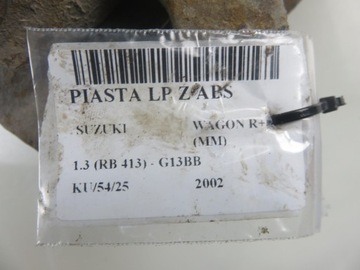 PIASTA LP Z ABS
SUZUKI WAGON R+
(MM)
1.3 (RB 413) - G13BB
KU/54/25 2002